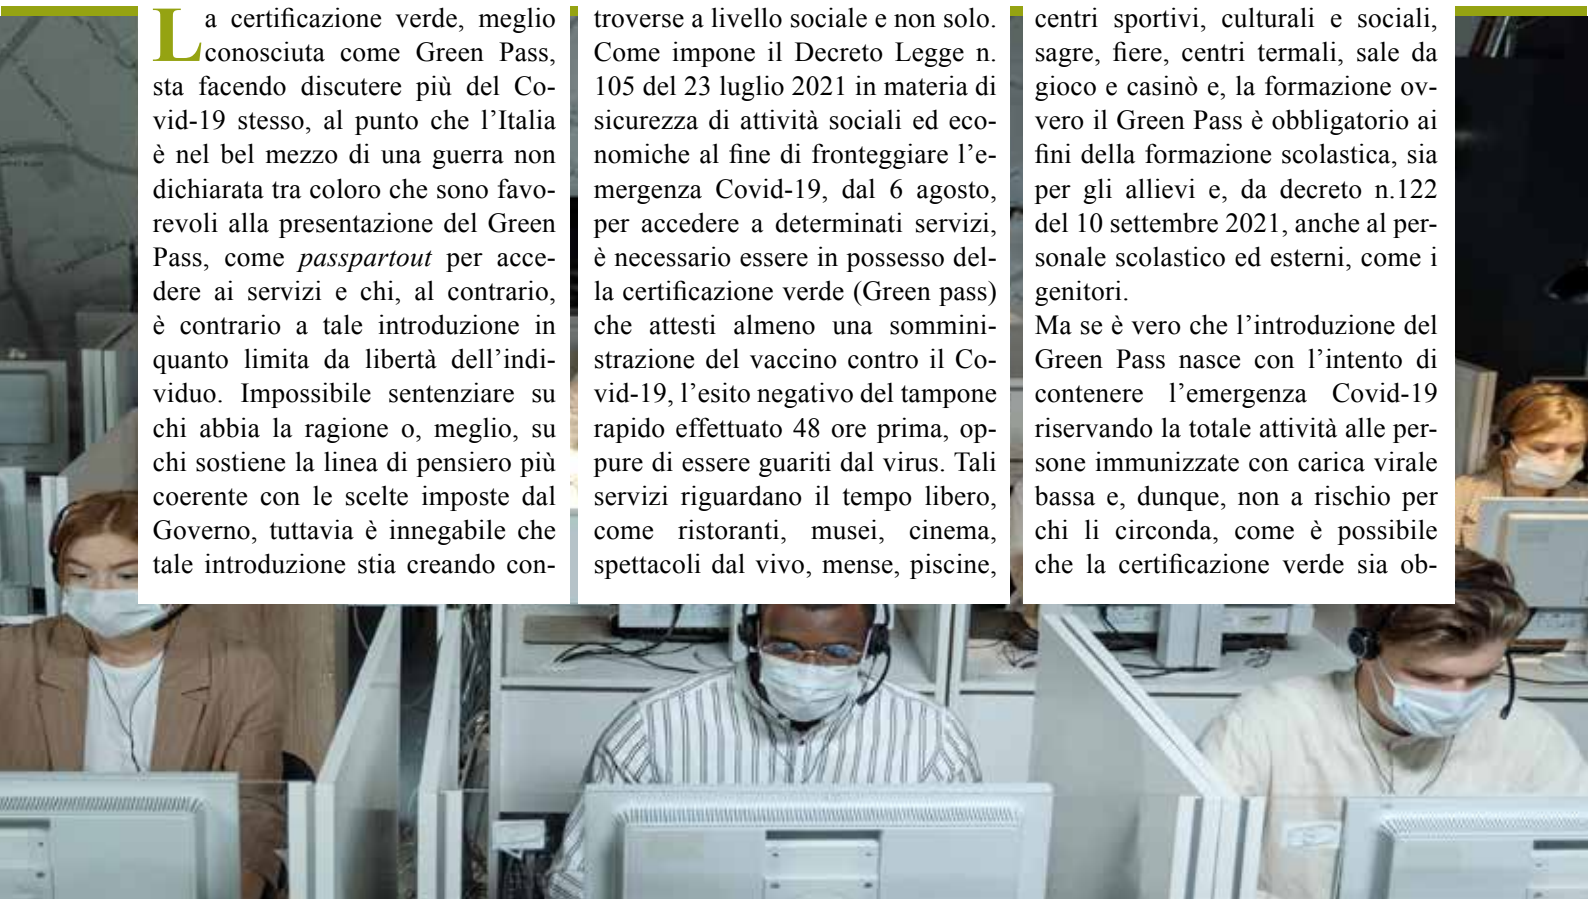 La certificazione verde, meglio
conosciuta come Green Pass,
sta facendo discutere più del Co-
vid-19 stesso, al punto che l'Italia
è nel bel mezzo di una guerra non
dichiarata tra coloro che sono favo-
revoli alla presentazione del Green
Pass, come passpartout per acce-
dere ai servizi e chi, al contrario,
è contrario a tale introduzione in
quanto limita da libertà dell'indi-
viduo. Impossibile sentenziare su
chi abbia la ragione o, meglio, su
chi sostiene la linea di pensiero più
coerente con le scelte imposte dal
Governo, tuttavia è innegabile che
tale introduzione stia creando con-
troverse a livello sociale e non solo.
Come impone il Decreto Legge n.
105 del 23 luglio 2021 in materia di
sicurezza di attività sociali ed eco-
nomiche al fine di fronteggiare l'e-
mergenza Covid-19, dal 6 agosto,
per accedere a determinati servizi,
è necessario essere in possesso del-
la certificazione verde (Green pass)
che attesti almeno una sommini-
strazione del vaccino contro il Co-
vid-19, l'esito negativo del tampone
rapido effettuato 48 ore prima, op-
pure di essere guariti dal virus. Tali
servizi riguardano il tempo libero,
come ristoranti, musei, cinema,
spettacoli dal vivo, mense, piscine,
centri sportivi, culturali e sociali,
sagre, fiere, centri termali, sale da
gioco e casinò e, la formazione ov-
vero il Green Pass è obbligatorio ai
fini della formazione scolastica, sia
per gli allievi e, da decreto n.122
del 10 settembre 2021, anche al per-
sonale scolastico ed esterni, come i
genitori.
Ma se è vero che l'introduzione del
Green Pass nasce con l'intento di
contenere l'emergenza Covid-19
riservando la totale attività alle per-
sone immunizzate con carica virale
bassa e, dunque, non a rischio per
chi li circonda, come è possibile
che la certificazione verde sia ob-